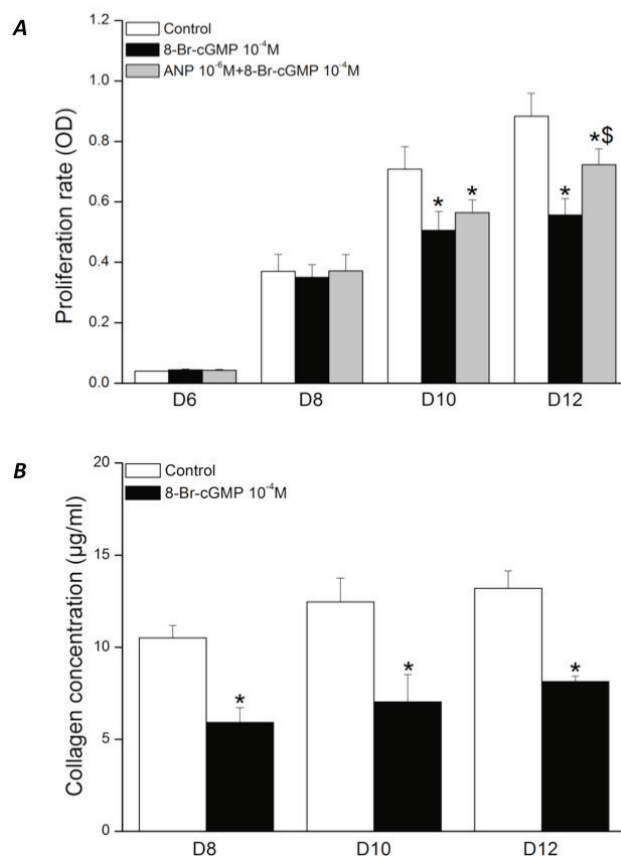 A
Control
8-Br-cGMP 10⁻⁴M
ANP 10⁻⁶M+8-Br-cGMP 10⁻⁴M
Proliferation rate (OD)
1.2
1.0
0.8
0.6
0.4
0.2
0.0
* *
* *$
D6 D8 D10 D12
B
Control
8-Br-cGMP 10⁻⁴M
Collagen concentration (µg/ml)
20
15
10
5
0
* * *
D8 D10 D12